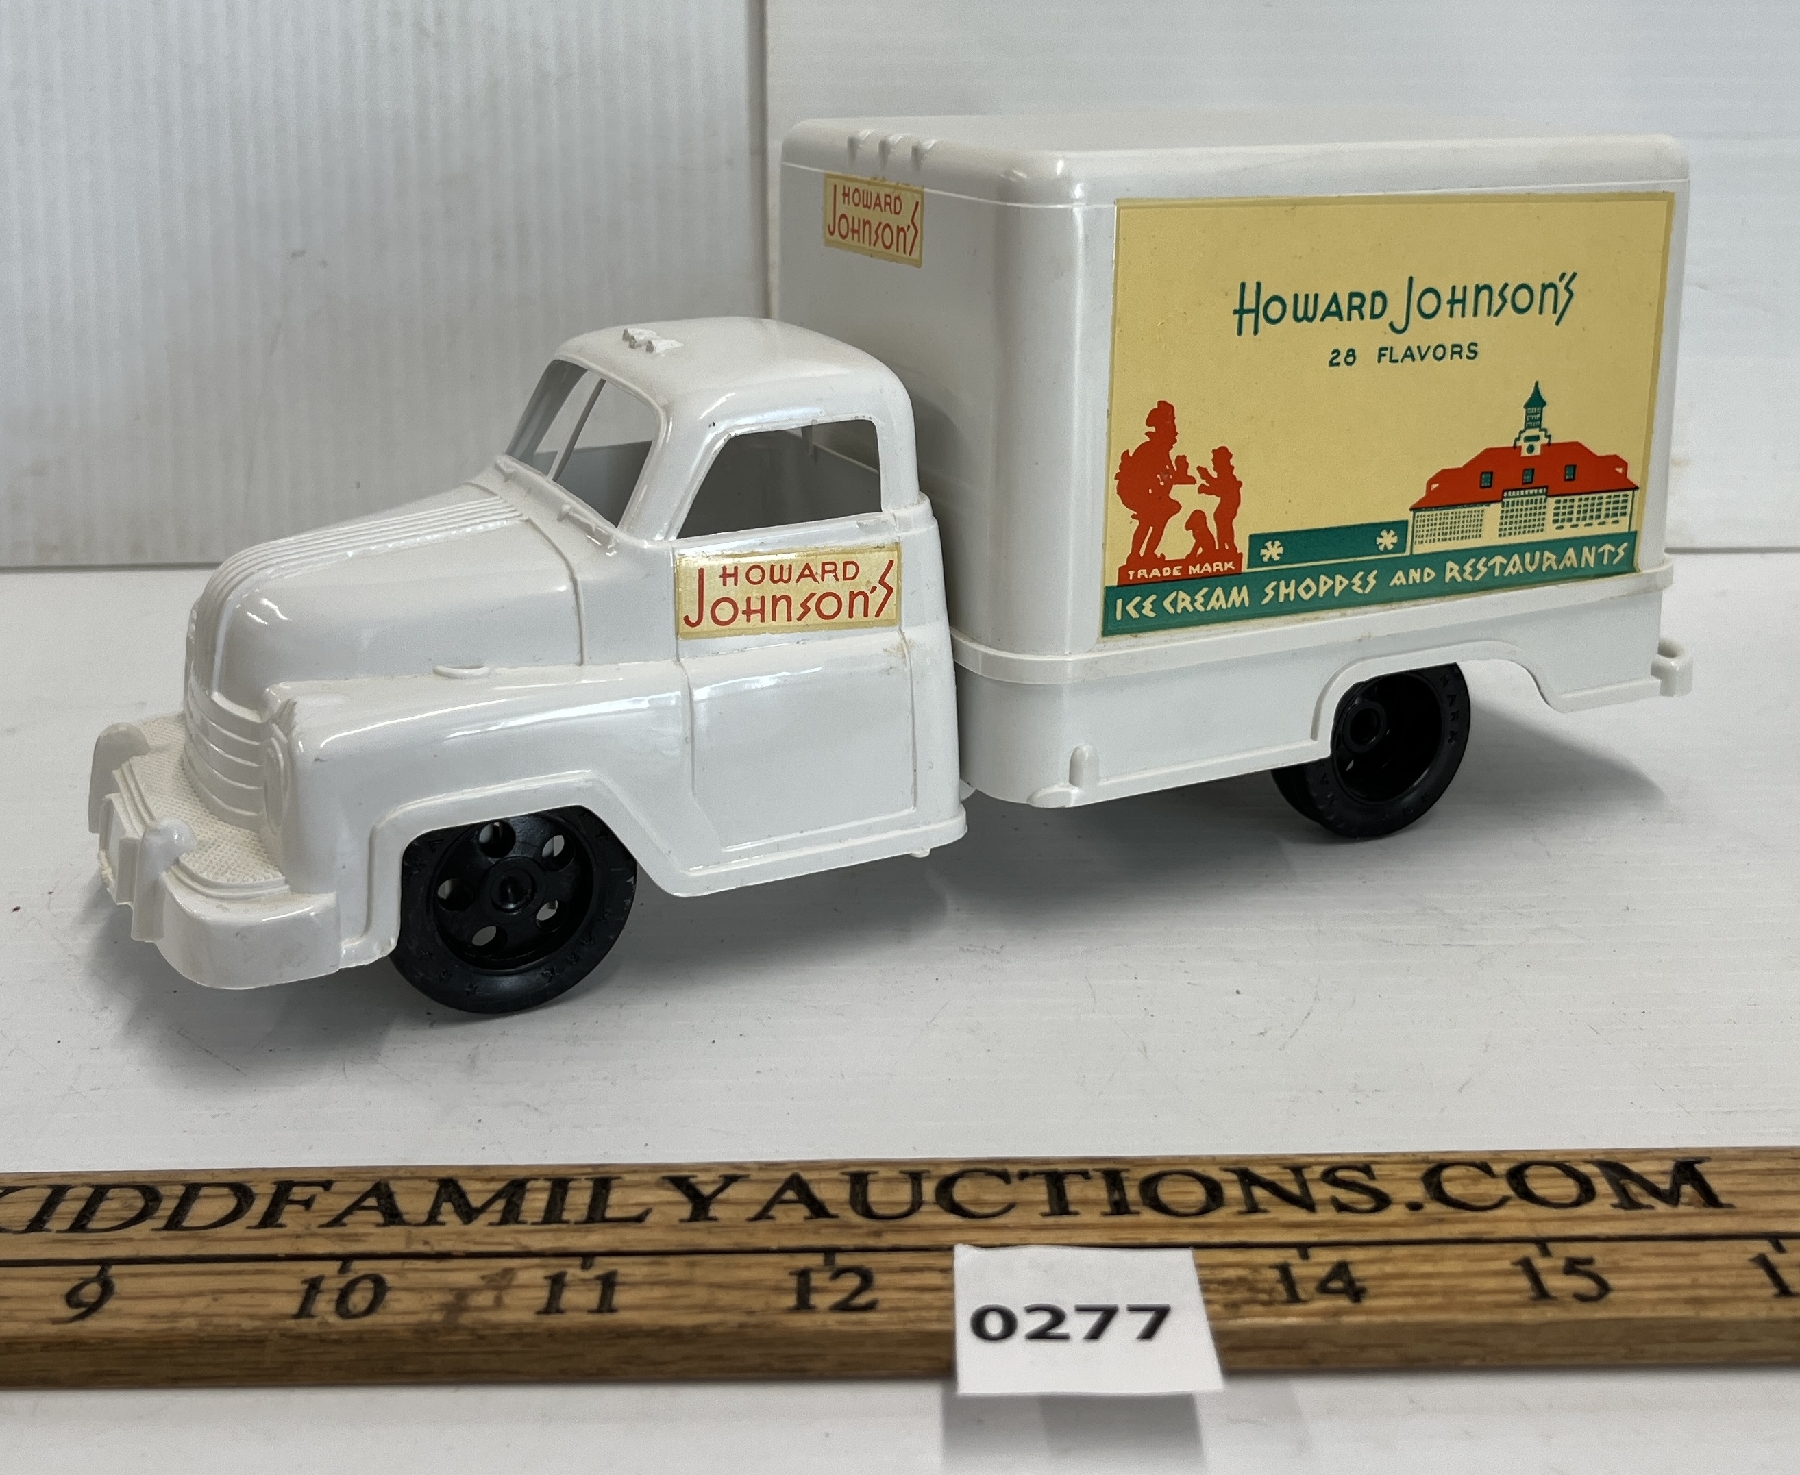 HOWARD
JOHNSON'S
HOWARD JOHNSON'S
28 FLAVORS
TRADE MARK
ICE CREAM SHOPPES AND RESTAURANTS
HOWARD
JOHNSON'S
KIDDFAMILYAUCTIONS.COM
9 10 11 12 14 15
0277